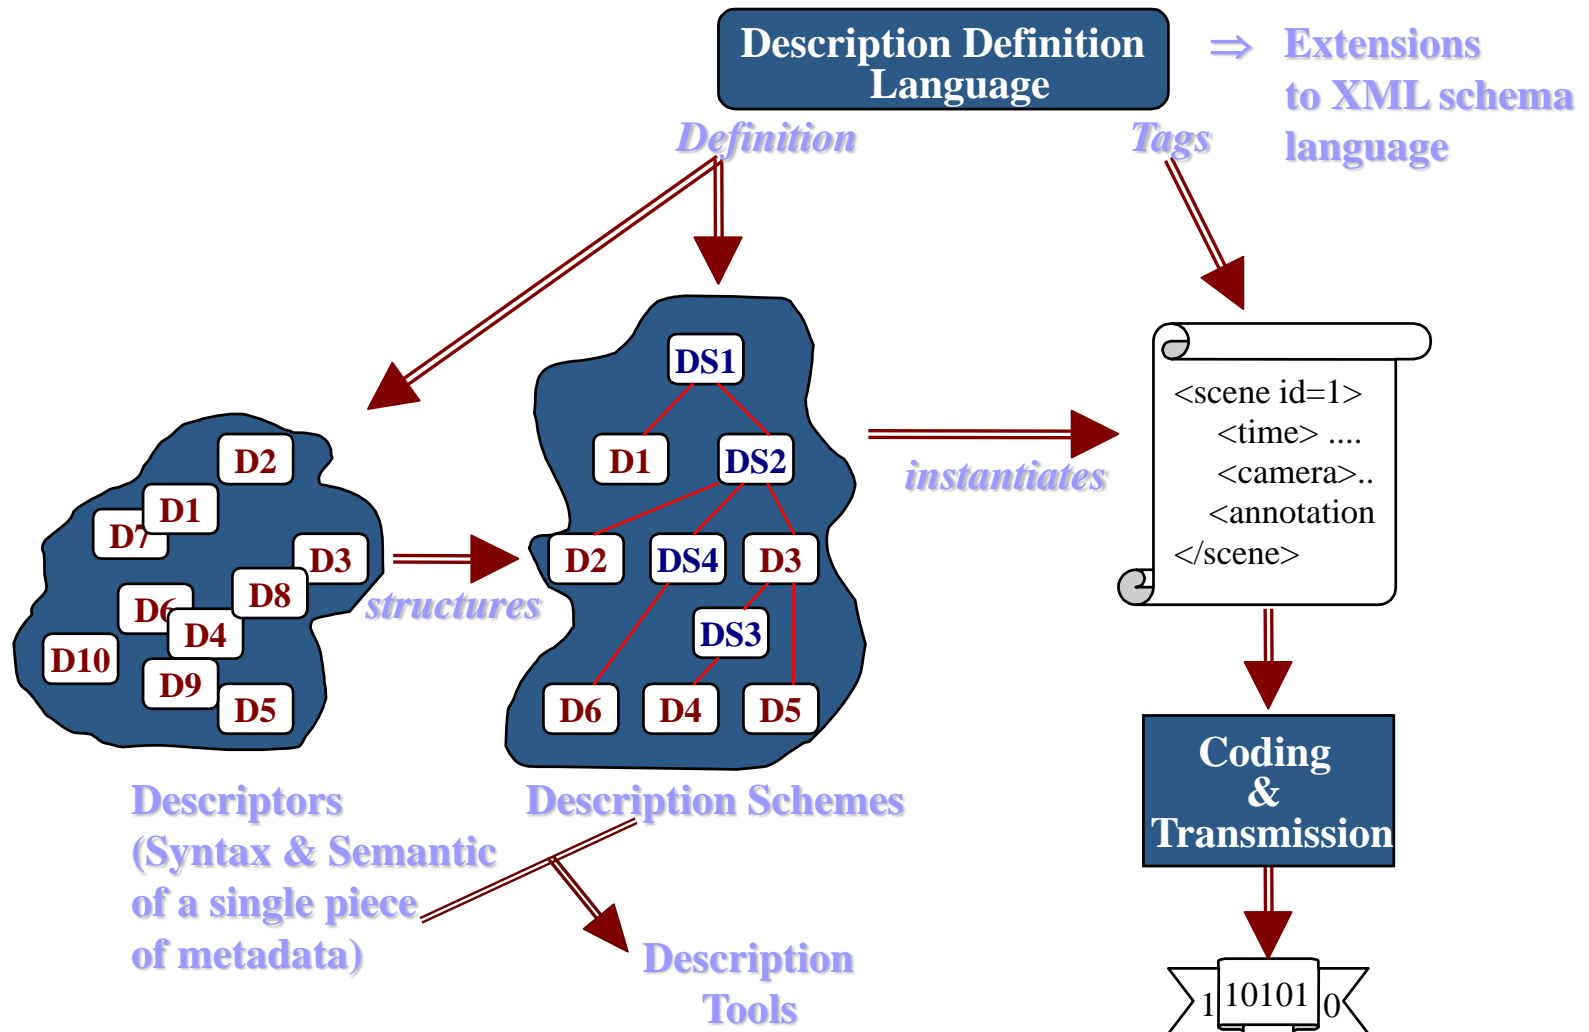 Description Definition
Language
⇒ Extensions
to XML schema
language
Definition
Tags
DS1
D1
DS2
D2
DS4
D3
DS3
D6
D4
D5
D2
D1
D7
D3
D8
D6
D4
D10
D9
D5
structures
instantiates
<scene id=1>
<time> ....
<camera>..
<annotation
</scene>
Descriptors
(Syntax & Semantic
of a single piece
of metadata)
Description Schemes
Description
Tools
Coding
&
Transmission
1 10101 0